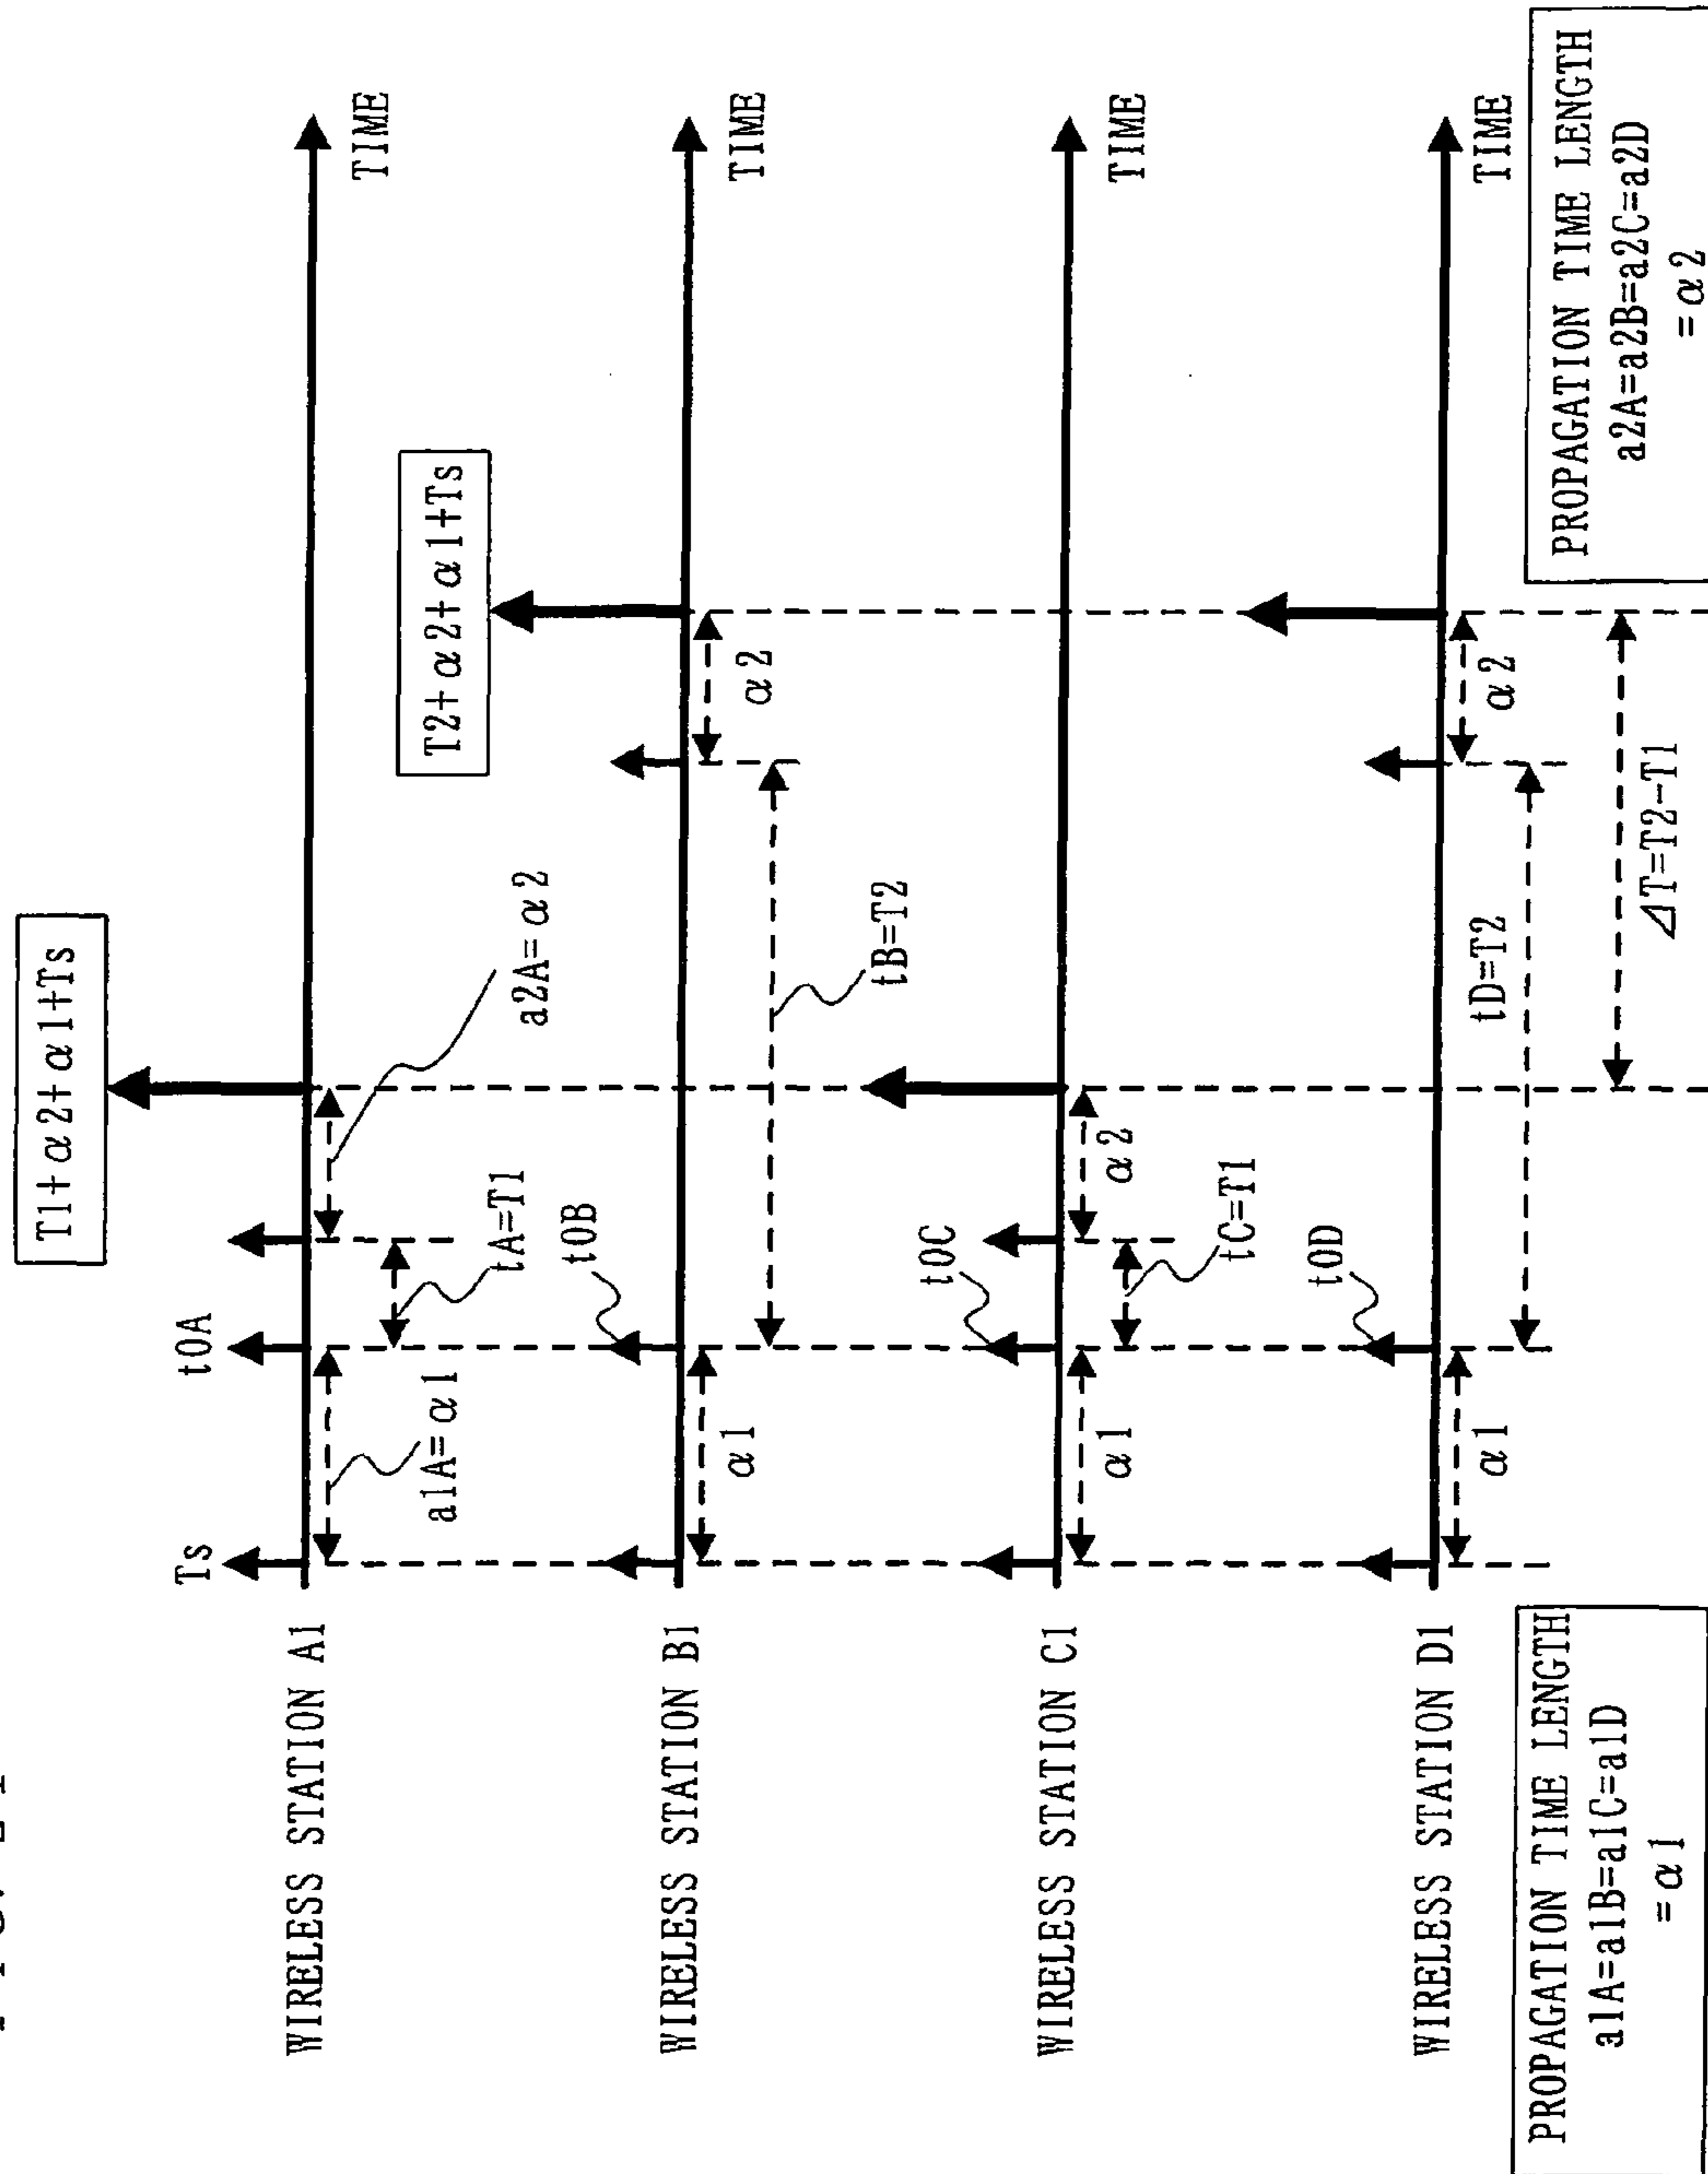 T1+α2+α1+Ts
Ts
t0A
a1A=α1
tA=T1
a2A=α2
WIRELESS STATION A1
TIME
T2+α2+α1+Ts
t0B
α1
tB=T2
α2
WIRELESS STATION B1
TIME
t0C
α1
tC=T1
α2
WIRELESS STATION C1
TIME
t0D
α1
tD=T2
α2
WIRELESS STATION D1
TIME
ΔT=T2-T1
PROPAGATION TIME LENGTH
a1A=a1B=a1C=a1D
=α1
PROPAGATION TIME LENGTH
a2A=a2B=a2C=a2D
=α2